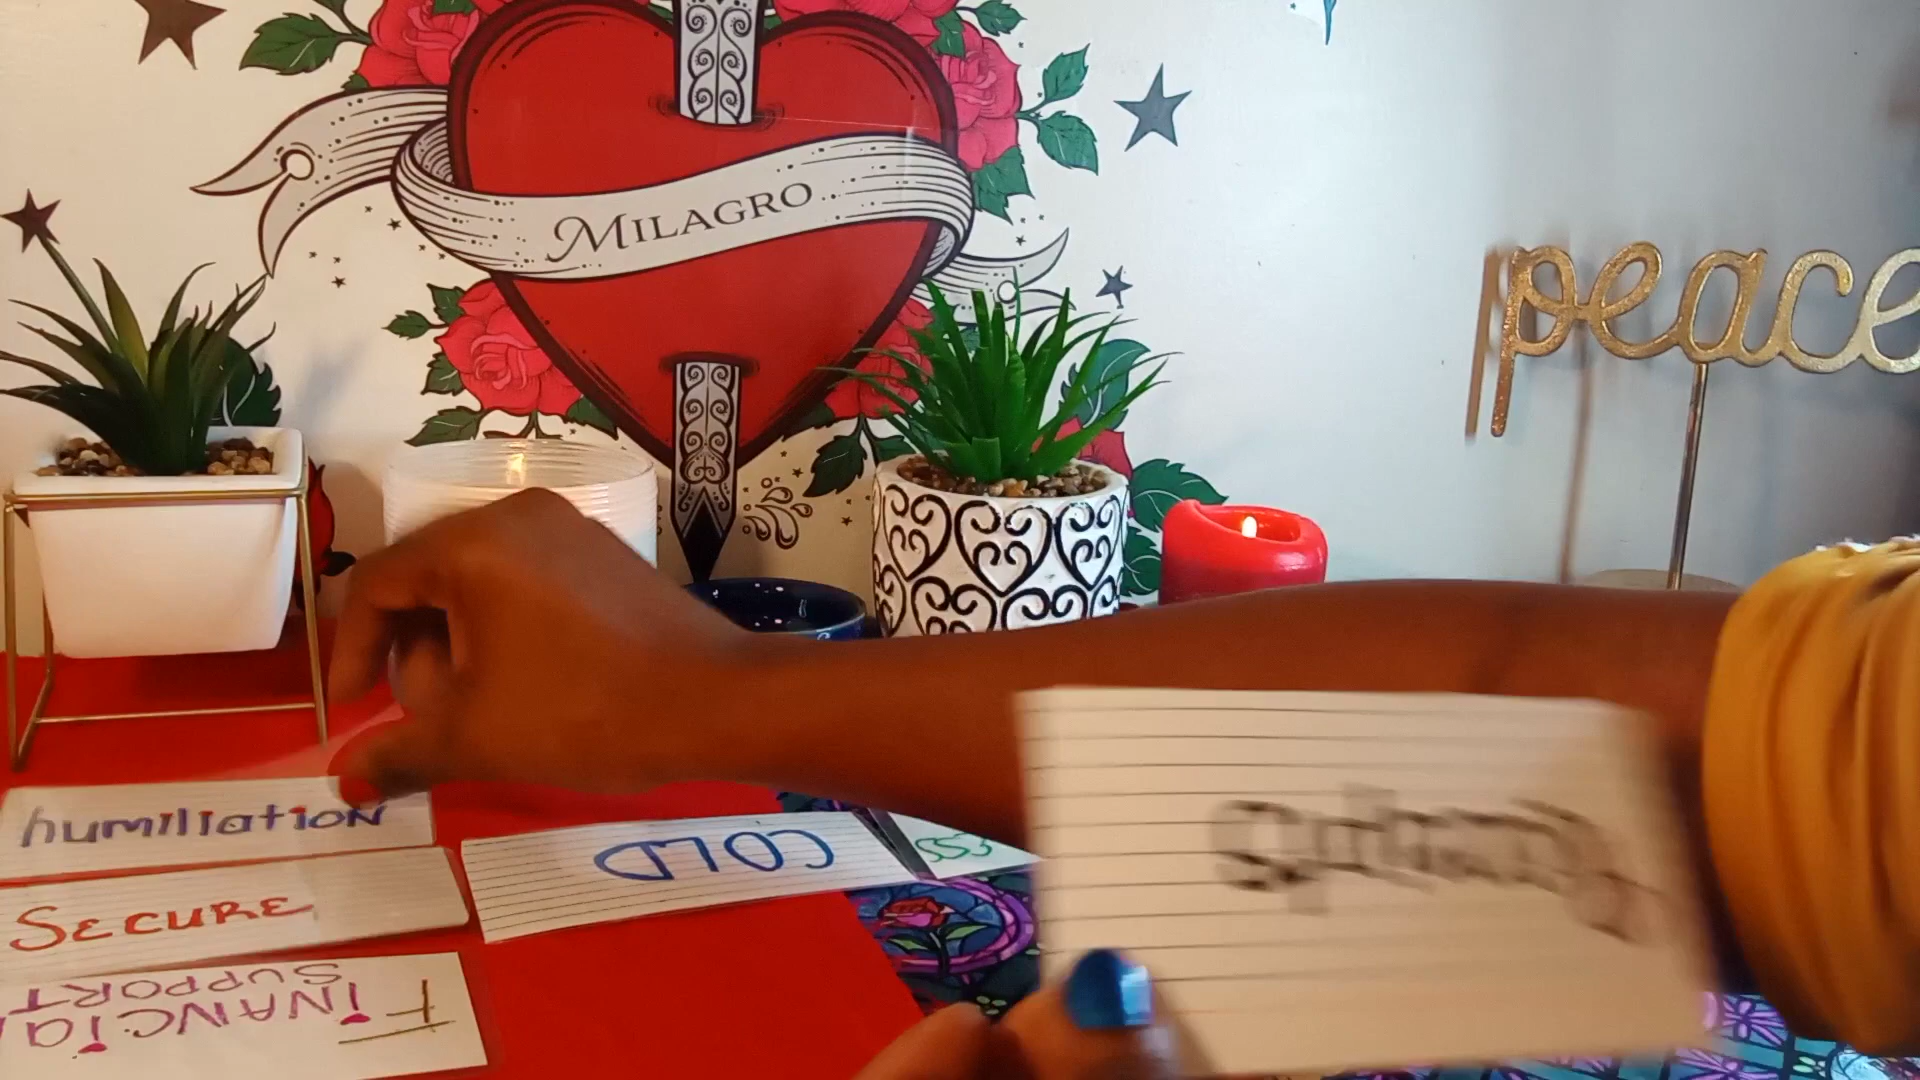 MILAGRO
peace
humiliation
SECURE
COLD
FINANCIAL
SUPPORT